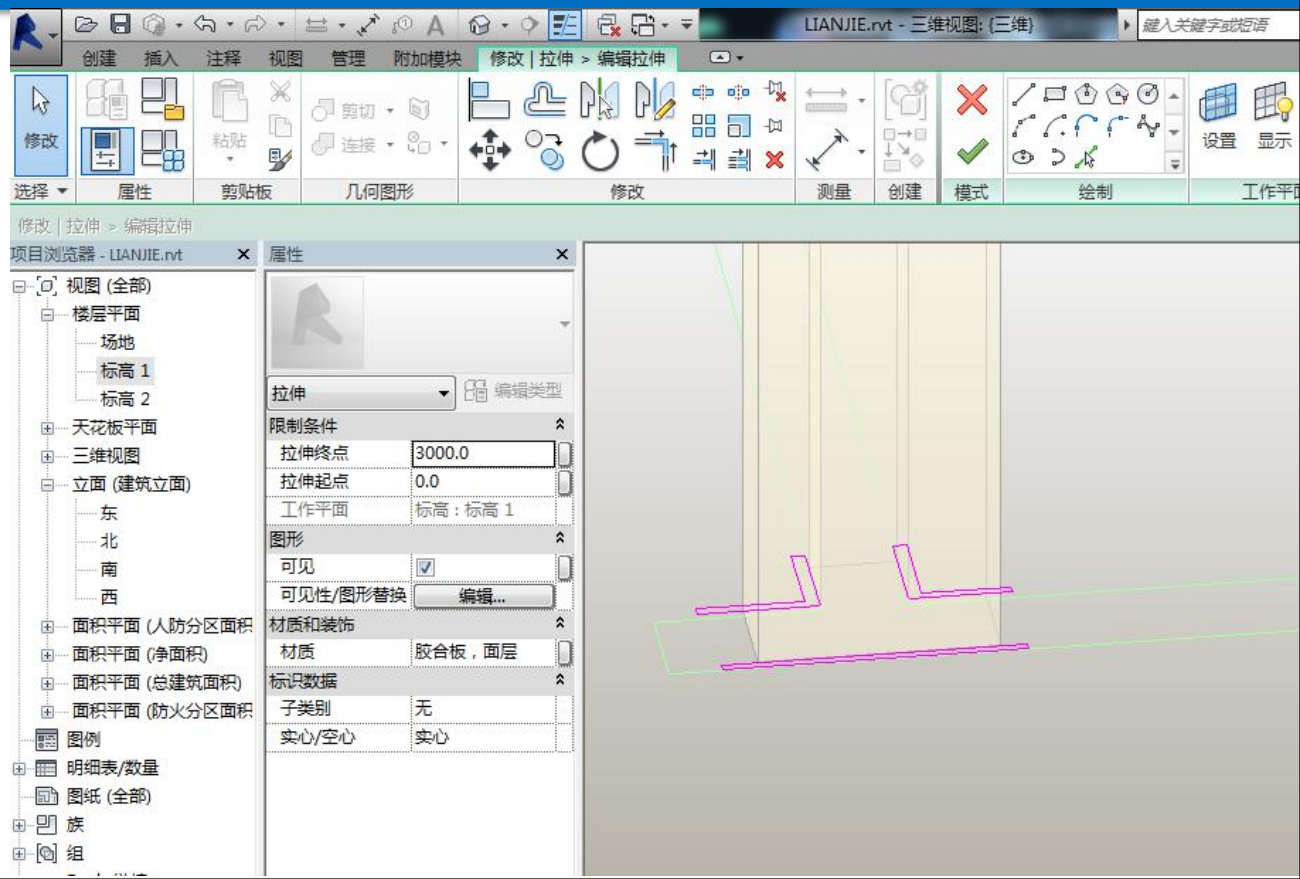 LIANJIE.rvt - 三维视图: {三维}
键入关键字或短语
创建 插入 注释 视图 管理 附加模块 修改 | 拉伸 > 编辑拉伸
修改
粘贴
剪切
连接
设置 显示
选择 属性 剪贴板 几何图形 修改 测量 创建 模式 绘制
修改 | 拉伸 > 编辑拉伸
项目浏览器 - LIANJIE.rvt
视图 (全部)
楼层平面
场地
标高 1
标高 2
天花板平面
三维视图
立面 (建筑立面)
东
北
南
西
面积平面 (人防分区面积
面积平面 (净面积)
面积平面 (总建筑面积)
面积平面 (防火分区面积
图例
明细表/数量
图纸 (全部)
族
组
属性
拉伸
编辑类型
限制条件
拉伸终点 3000.0
拉伸起点 0.0
工作平面 标高 : 标高 1
图形
可见
可见性/图形替换 编辑...
材质和装饰
材质 胶合板，面层
标识数据
子类别 无
实心/空心 实心